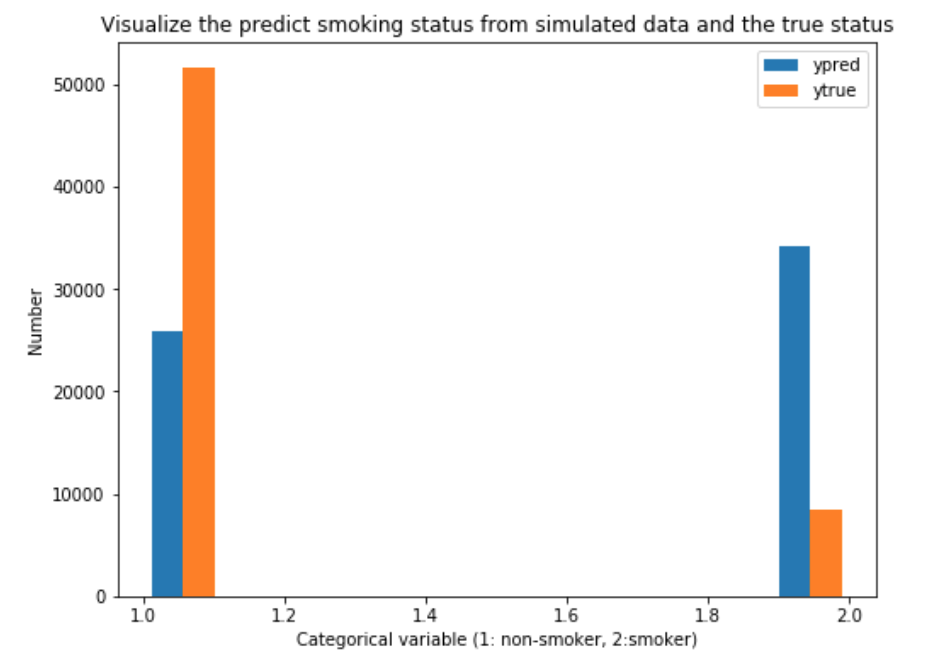 Visualize the predict smoking status from simulated data and the true status
ypred
ytrue
50000
40000
30000
20000
10000
0
Number
1.0 1.2 1.4 1.6 1.8 2.0
Categorical variable (1: non-smoker, 2:smoker)